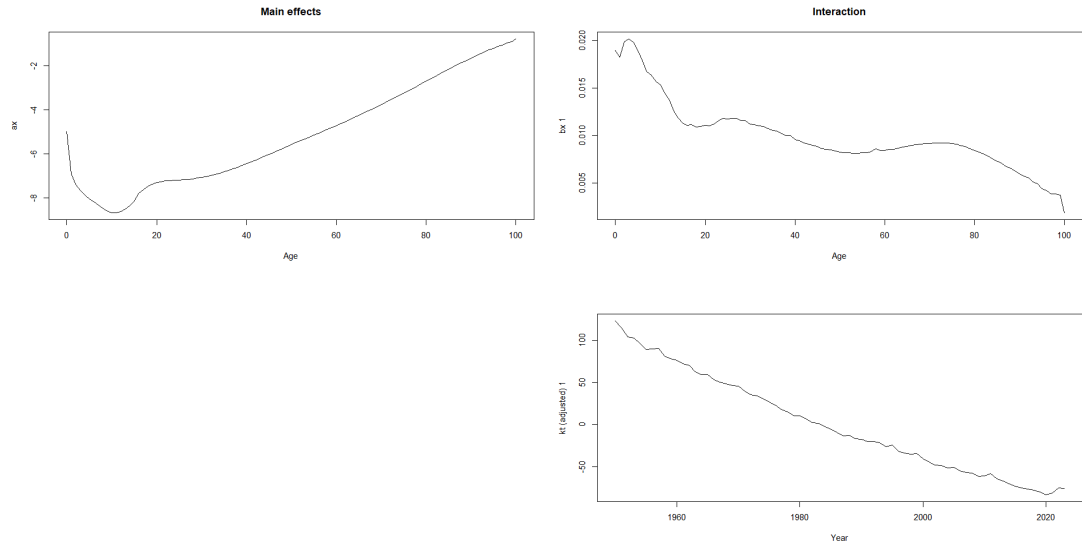 Main effects
ax
-2
-4
-6
-8
0 20 40 60 80 100
Age
Interaction
bx 1
0.020
0.015
0.010
0.005
0 20 40 60 80 100
Age
kt (adjusted) 1
100
50
0
-50
1960 1980 2000 2020
Year